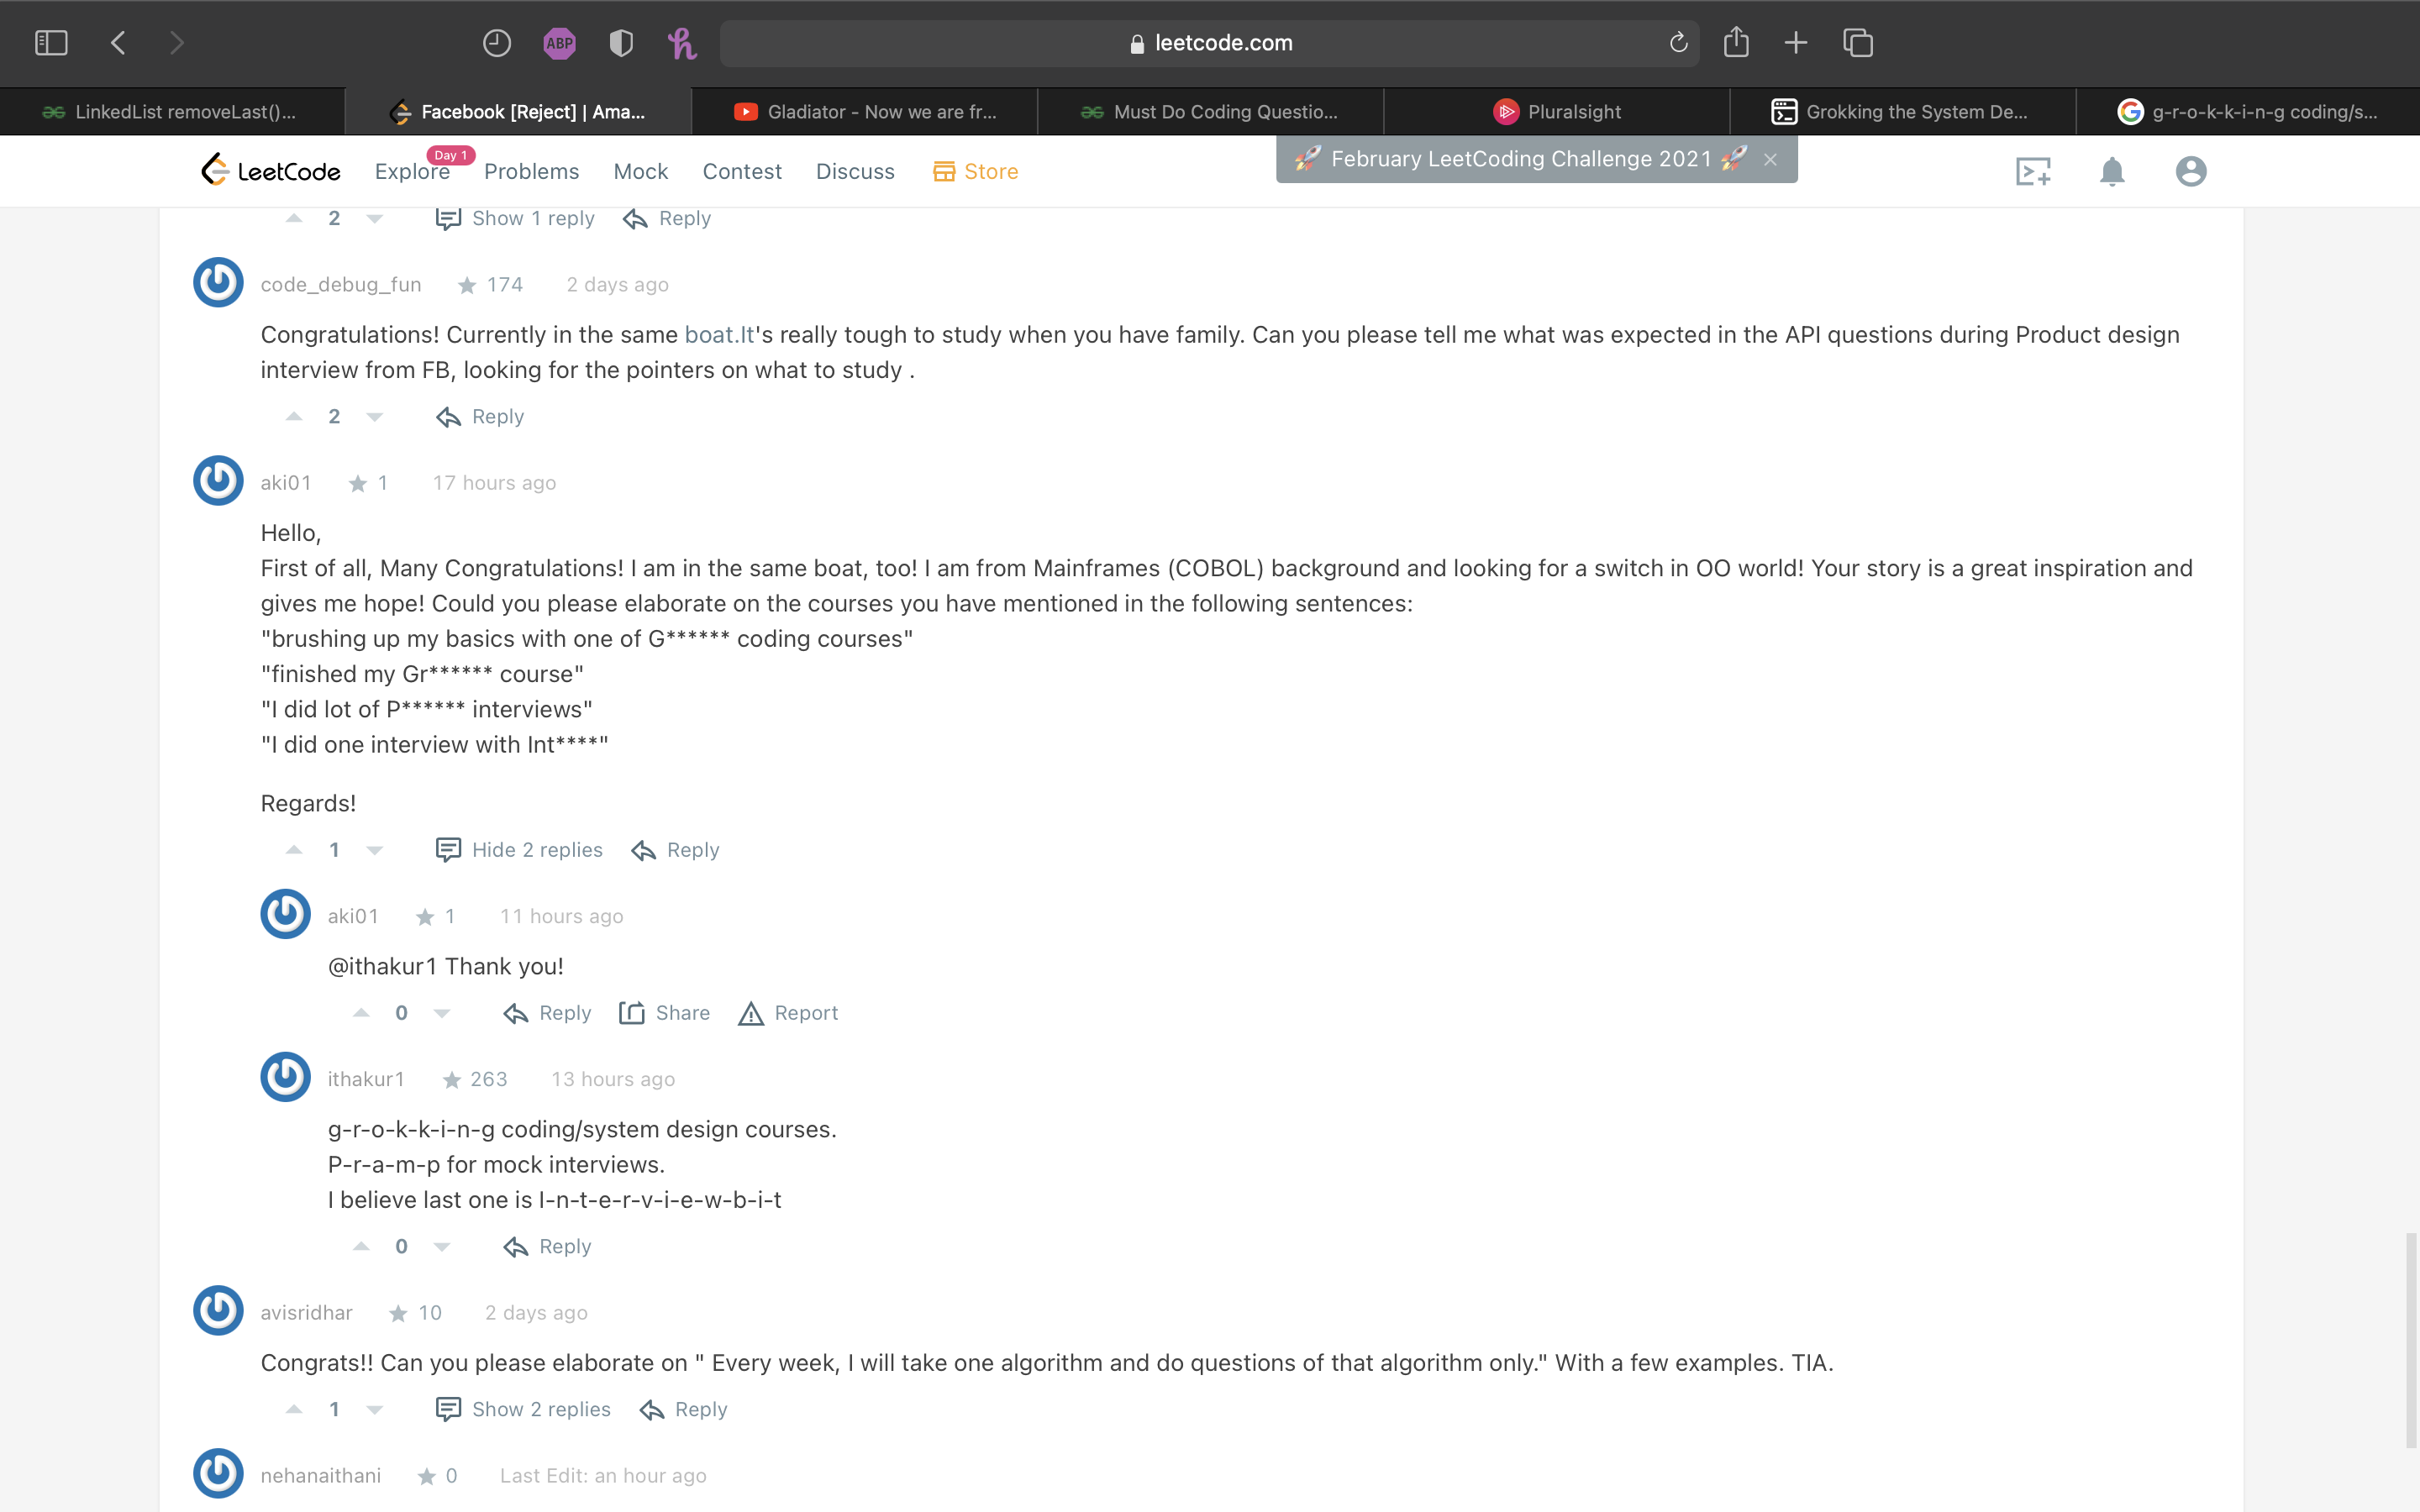 ABP
leetcode.com
LinkedList removeLast()...
Facebook [Reject] | Ama...
Gladiator - Now we are fr...
Must Do Coding Questio...
Pluralsight
Grokking the System De...
g-r-o-k-k-i-n-g coding/s...
LeetCode
Explore
Day 1
Problems
Mock
Contest
Discuss
Store
🚀 February LeetCoding Challenge 2021 🚀 ×
2 Show 1 reply Reply
code_debug_fun ★ 174 2 days ago
Congratulations! Currently in the same boat.It's really tough to study when you have family. Can you please tell me what was expected in the API questions during Product design
interview from FB, looking for the pointers on what to study .
2 Reply
aki01 ★ 1 17 hours ago
Hello,
First of all, Many Congratulations! I am in the same boat, too! I am from Mainframes (COBOL) background and looking for a switch in OO world! Your story is a great inspiration and
gives me hope! Could you please elaborate on the courses you have mentioned in the following sentences:
"brushing up my basics with one of G****** coding courses"
"finished my Gr****** course"
"I did lot of P****** interviews"
"I did one interview with Int****"
Regards!
1 Hide 2 replies Reply
aki01 ★ 1 11 hours ago
@ithakur1 Thank you!
0 Reply Share Report
ithakur1 ★ 263 13 hours ago
g-r-o-k-k-i-n-g coding/system design courses.
P-r-a-m-p for mock interviews.
I believe last one is I-n-t-e-r-v-i-e-w-b-i-t
0 Reply
avisridhar ★ 10 2 days ago
Congrats!! Can you please elaborate on " Every week, I will take one algorithm and do questions of that algorithm only." With a few examples. TIA.
1 Show 2 replies Reply
nehanaithani ★ 0 Last Edit: an hour ago